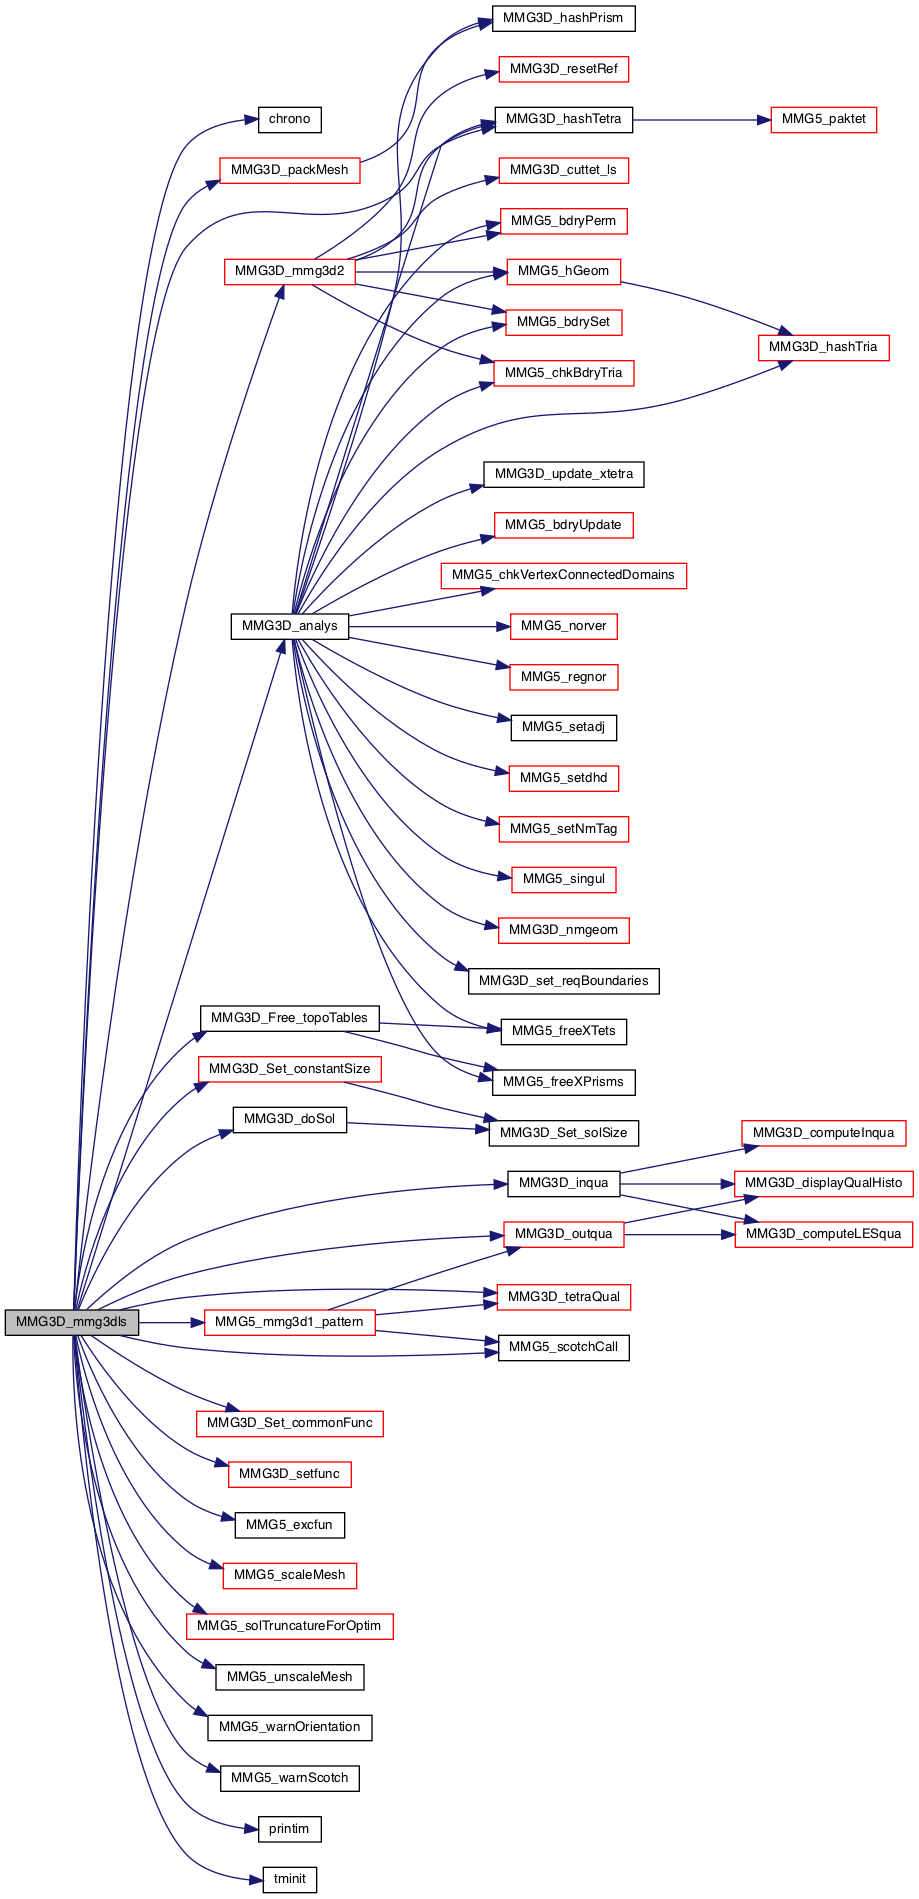 MMG3D_hashPrism
MMG3D_resetRef
chrono
MMG3D_hashTetra
MMG5_paktet
MMG3D_packMesh
MMG3D_cuttet_ls
MMG5_bdryPerm
MMG3D_mmg3d2
MMG5_hGeom
MMG5_bdrySet
MMG3D_hashTria
MMG5_chkBdryTria
MMG3D_update_xtetra
MMG5_bdryUpdate
MMG5_chkVertexConnectedDomains
MMG3D_analys
MMG5_norver
MMG5_regnor
MMG5_setadj
MMG5_setdhd
MMG5_setNmTag
MMG5_singul
MMG3D_nmgeom
MMG3D_set_reqBoundaries
MMG3D_Free_topoTables
MMG5_freeXTets
MMG3D_Set_constantSize
MMG5_freeXPrisms
MMG3D_doSol
MMG3D_Set_solSize
MMG3D_computeInqua
MMG3D_inqua
MMG3D_displayQualHisto
MMG3D_outqua
MMG3D_computeLESqua
MMG3D_tetraQual
MMG3D_mmg3dls
MMG5_mmg3d1_pattern
MMG5_scotchCall
MMG3D_Set_commonFunc
MMG3D_setfunc
MMG5_excfun
MMG5_scaleMesh
MMG5_solTruncatureForOptim
MMG5_unscaleMesh
MMG5_warnOrientation
MMG5_warnScotch
printim
tminit